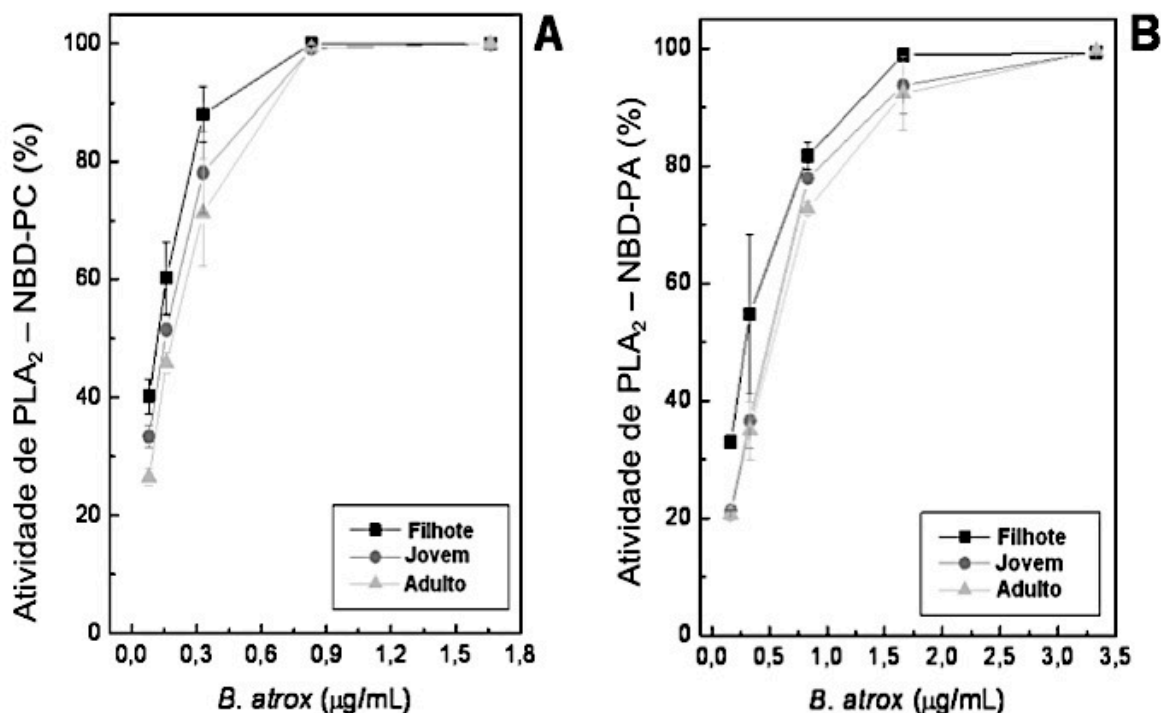 A
Atividade de PLA₂ – NBD-PC (%)
100
80
60
40
20
0
Filhote
Jovem
Adulto
0,0 0,3 0,6 0,9 1,2 1,5 1,8
B. atrox (µg/mL)
B
Atividade de PLA₂ – NBD-PA (%)
100
80
60
40
20
0
Filhote
Jovem
Adulto
0,0 0,5 1,0 1,5 2,0 2,5 3,0 3,5
B. atrox (µg/mL)